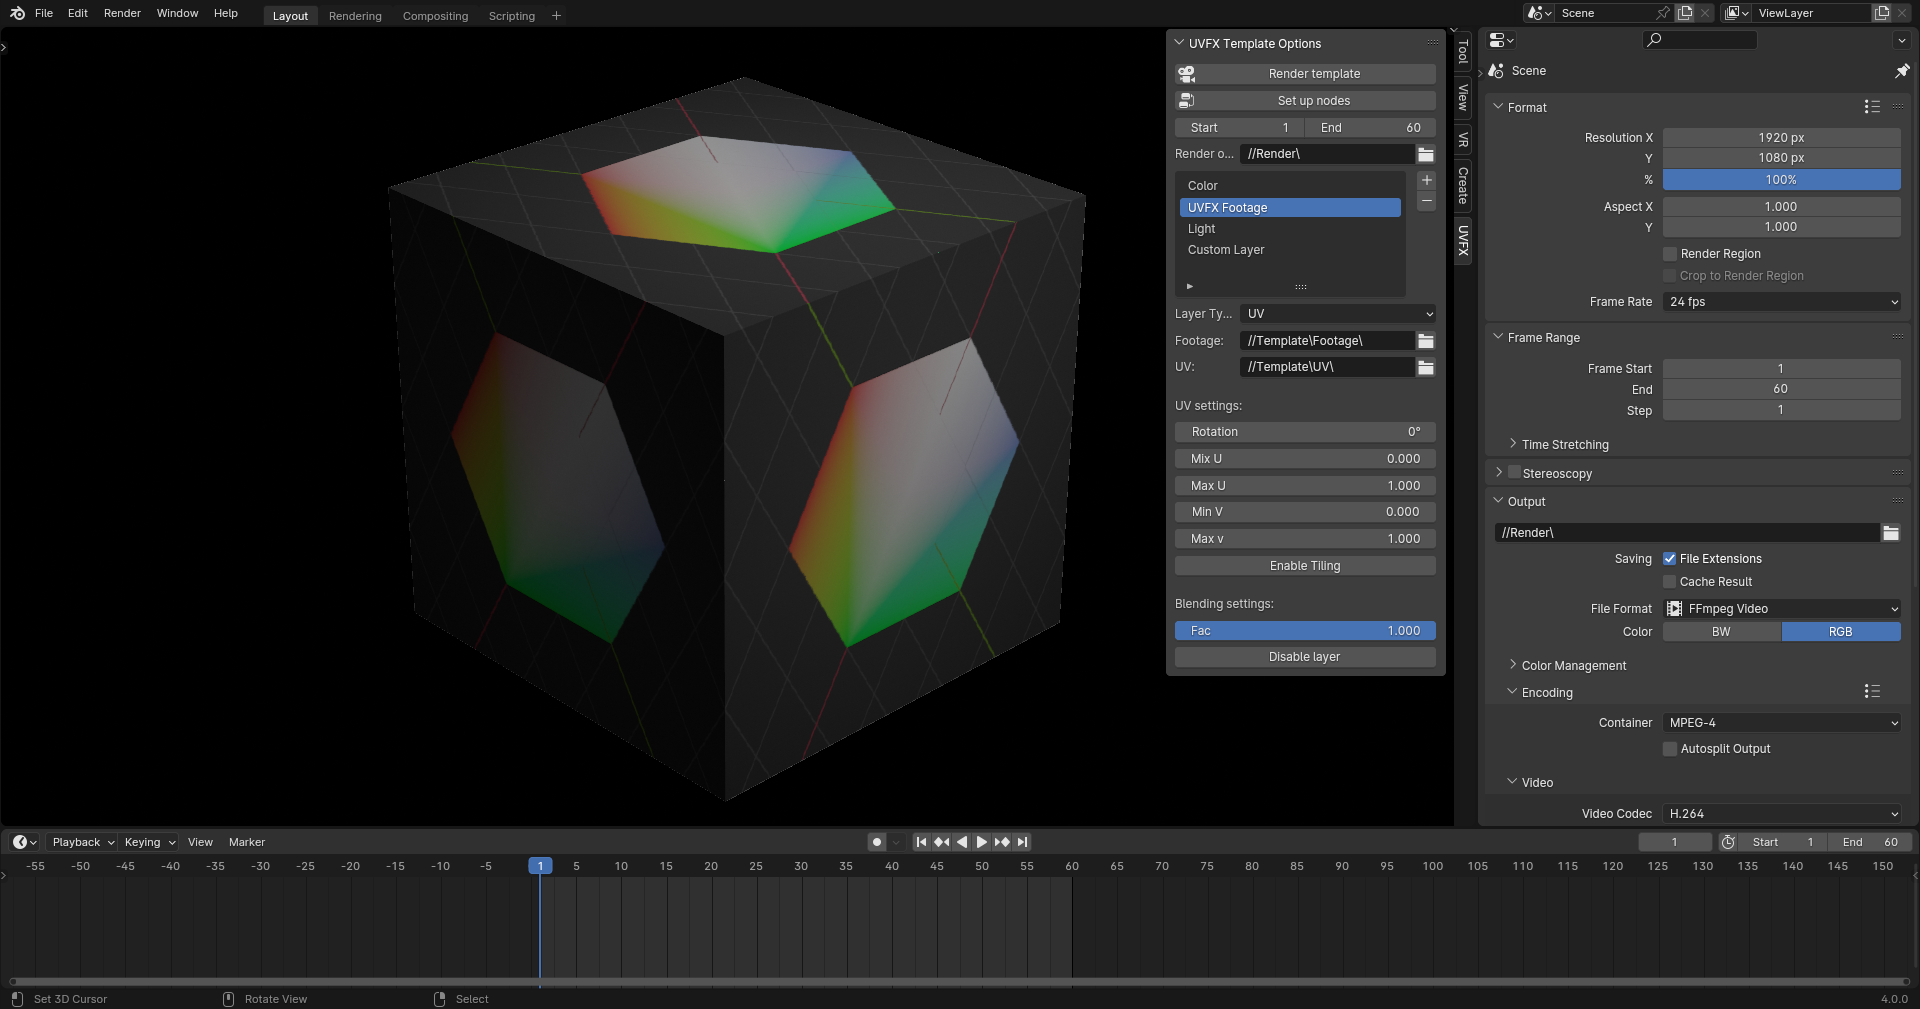 File Edit Render Window Help Layout Rendering Compositing Scripting + Scene ViewLayer
UVFX Template Options
Render template
Set up nodes
Start 1 End 60
Render o... //Render\
Color
UVFX Footage
Light
Custom Layer
Layer Ty... UV
Footage: //Template\Footage\
UV: //Template\UV\
UV settings:
Rotation 0°
Mix U 0.000
Max U 1.000
Min V 0.000
Max v 1.000
Enable Tiling
Blending settings:
Fac 1.000
Disable layer
Tool
View
VR
Create
UVFX
Scene
Format
Resolution X 1920 px
Y 1080 px
% 100%
Aspect X 1.000
Y 1.000
Render Region
Crop to Render Region
Frame Rate 24 fps
Frame Range
Frame Start 1
End 60
Step 1
Time Stretching
Stereoscopy
Output
//Render\
Saving File Extensions
Cache Result
File Format FFmpeg Video
Color BW RGB
Color Management
Encoding
Container MPEG-4
Autosplit Output
Video
Video Codec H.264
Playback Keying View Marker 1 Start 1 End 60
-55 -50 -45 -40 -35 -30 -25 -20 -15 -10 -5 1 5 10 15 20 25 30 35 40 45 50 55 60 65 70 75 80 85 90 95 100 105 110 115 120 125 130 135 140 145 150
Set 3D Cursor Rotate View Select 4.0.0